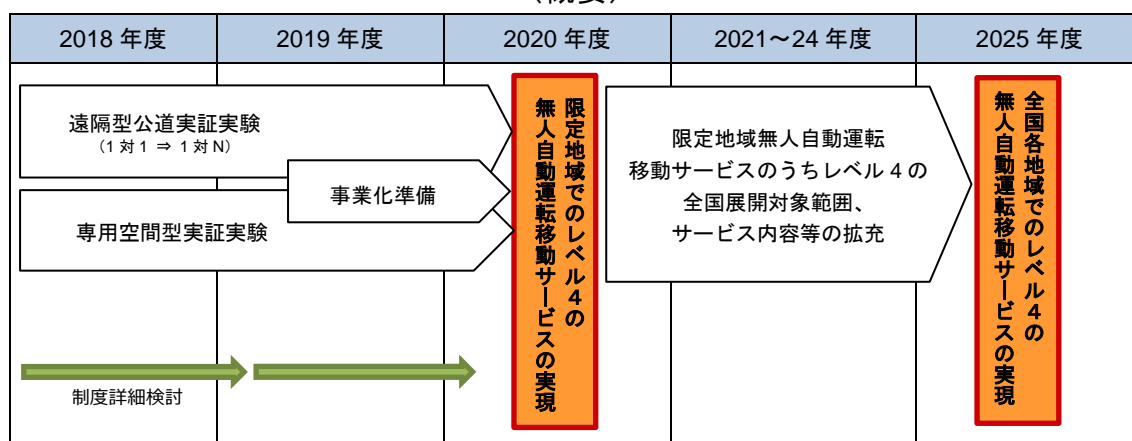 （概要）
2018 年度
2019 年度
2020 年度
2021～24 年度
2025 年度
遠隔型公道実証実験
（1 対 1 ⇒ 1 対 N）
事業化準備
専用空間型実証実験
限定地域でのレベル４の
無人自動運転移動サービスの実現
限定地域無人自動運転
移動サービスのうちレベル 4 の
全国展開対象範囲、
サービス内容等の拡充
全国各地域でのレベル４の
無人自動運転移動サービスの実現
制度詳細検討